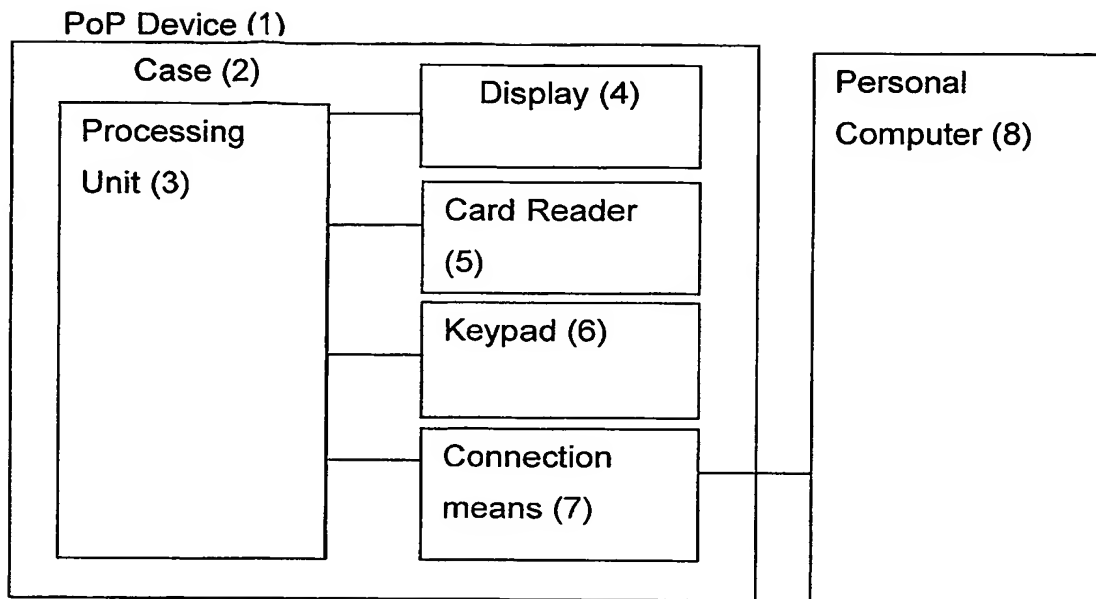 PoP Device (1)
Case (2)
Processing
Unit (3)
Display (4)
Card Reader
(5)
Keypad (6)
Connection
means (7)
Personal
Computer (8)